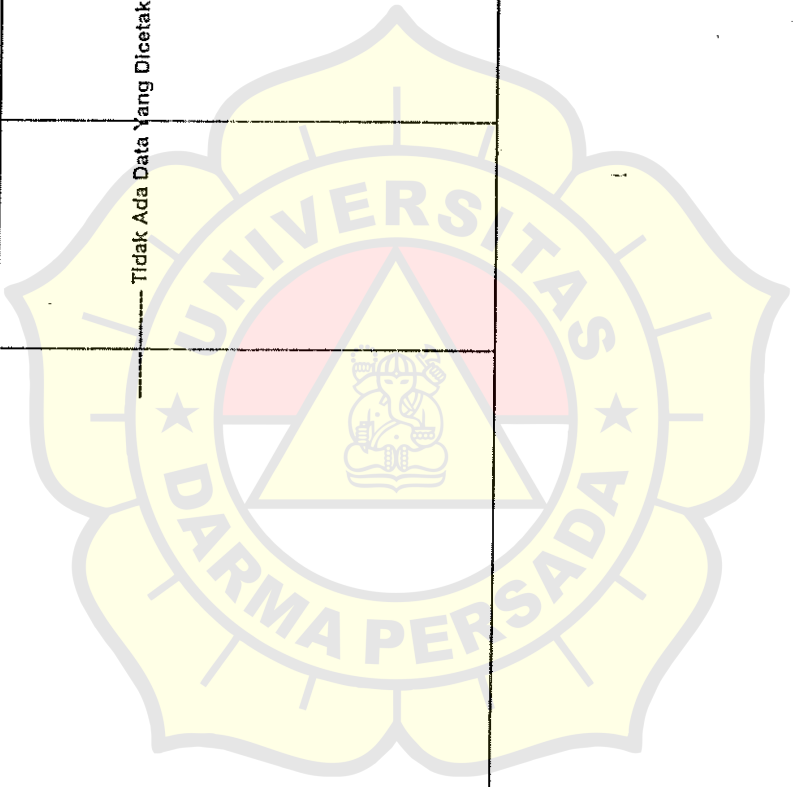 ------------- Tidak Ada Data Yang Dicetak
UNIVERSITAS
DARMA PERSADA